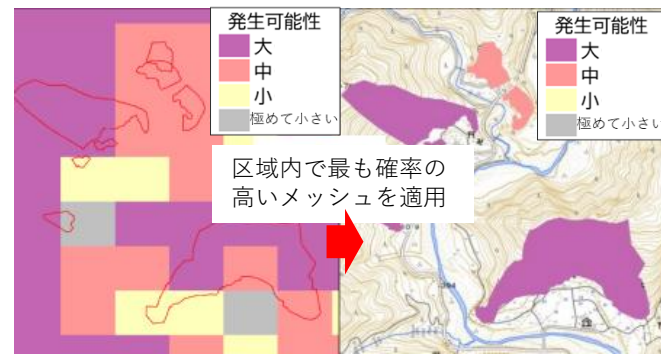 発生可能性
大
中
小
極めて小さい
区域内で最も確率の
高いメッシュを適用
発生可能性
大
中
小
極めて小さい